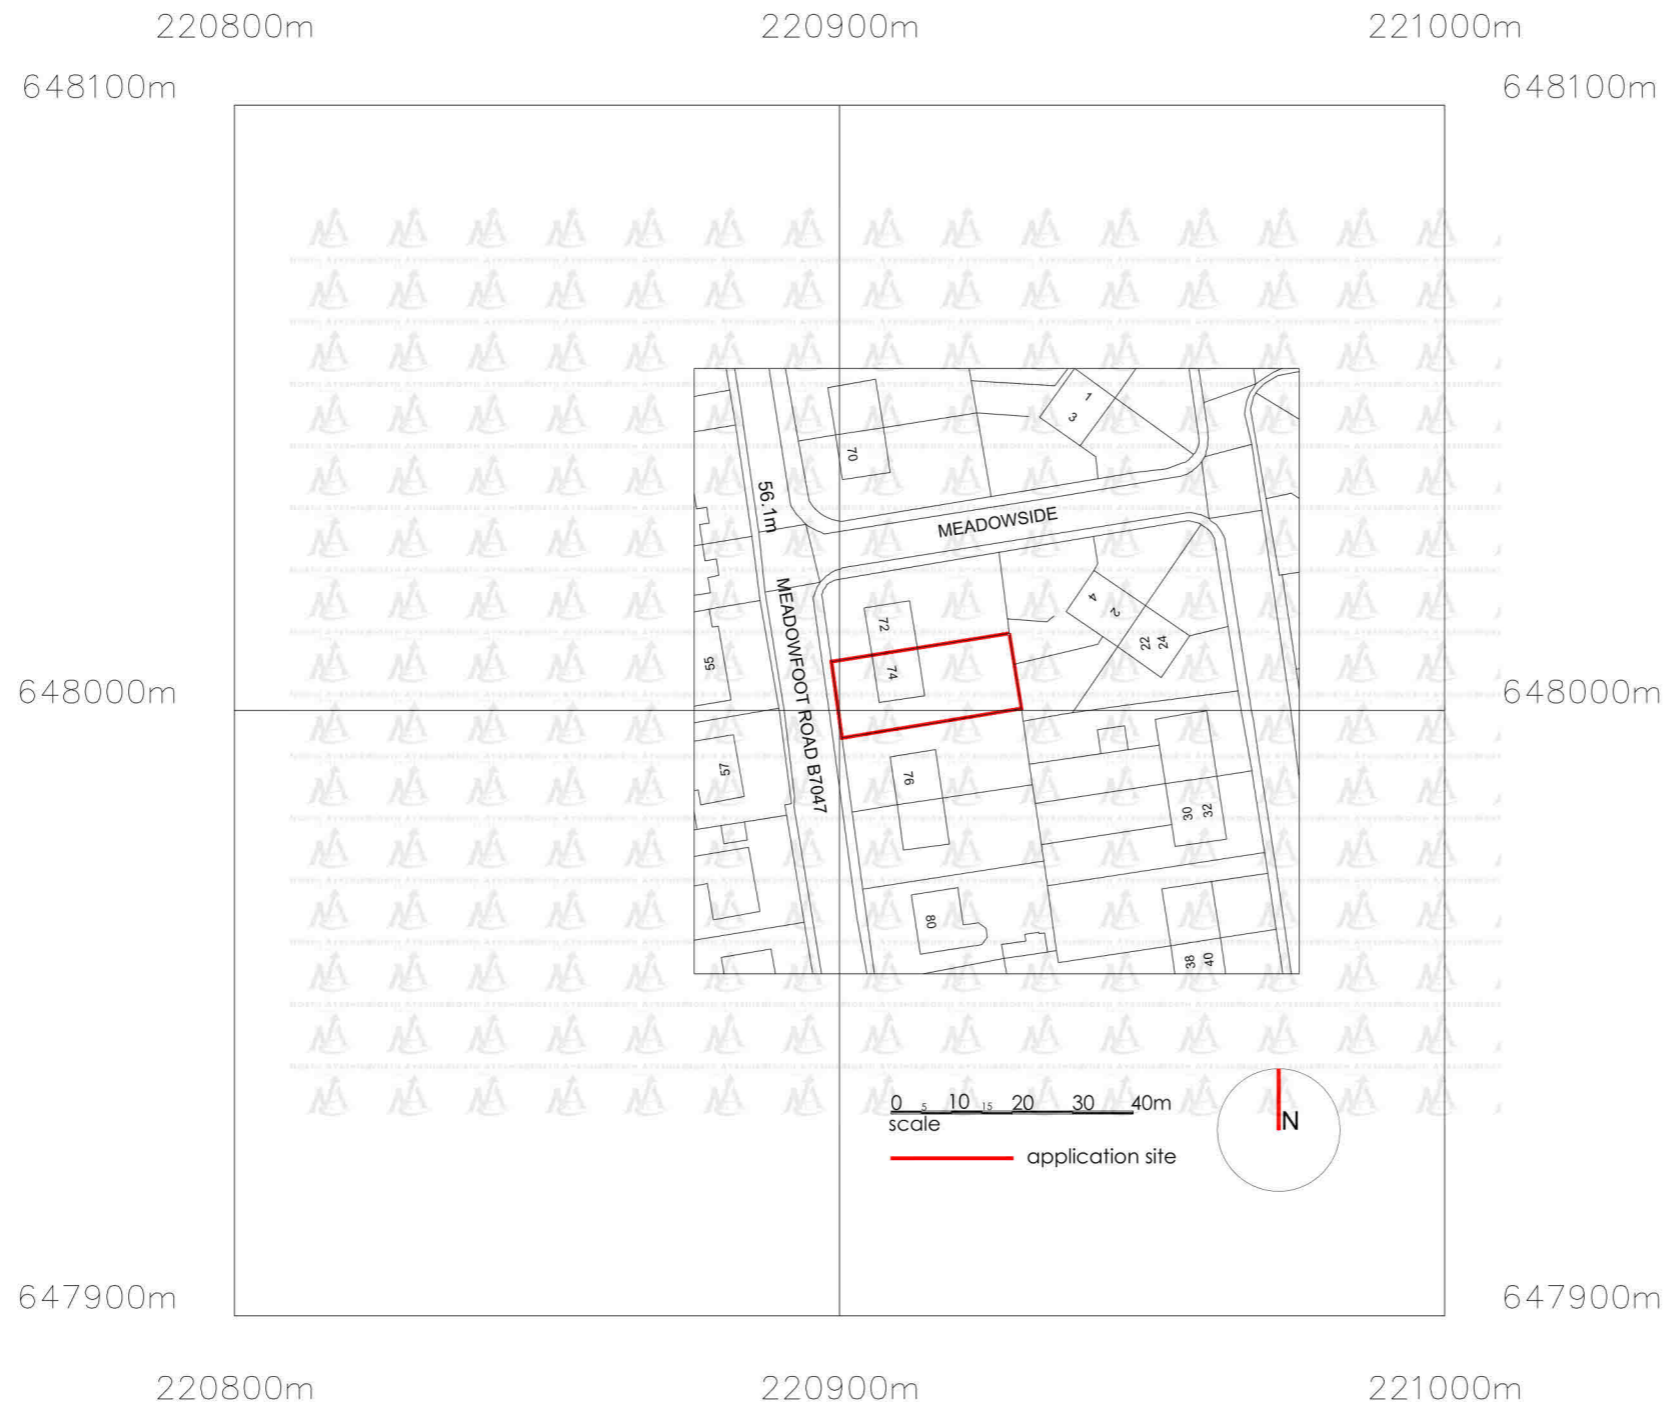 220800m 220900m 221000m
648100m 648100m
1
3
70
56.1m
MEADOWSIDE
MEADOWFOOT ROAD B7047
72
4
2
22
24
55
74
648000m 648000m
57
76
30
32
80
38
40
0 5 10 15 20 30 40m
scale
N
application site
647900m 647900m
220800m 220900m 221000m